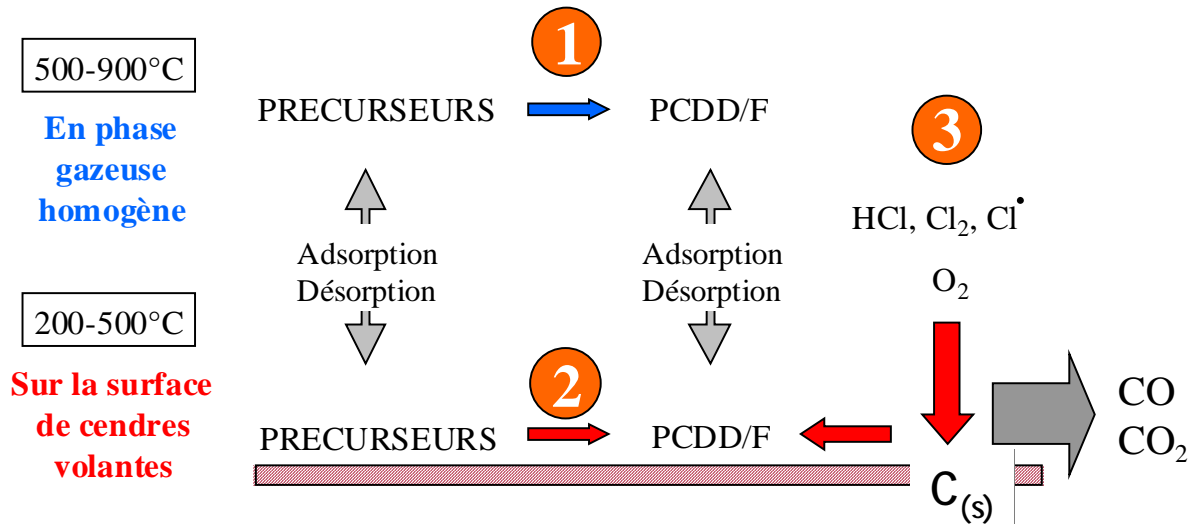 1
500-900°C
PRECURSEURS
PCDD/F
En phase
gazeuse
homogène
3
HCl, Cl₂, Cl•
O₂
Adsorption
Désorption
Adsorption
Désorption
200-500°C
Sur la surface
de cendres
volantes
2
PRECURSEURS
PCDD/F
C(s)
CO
CO₂